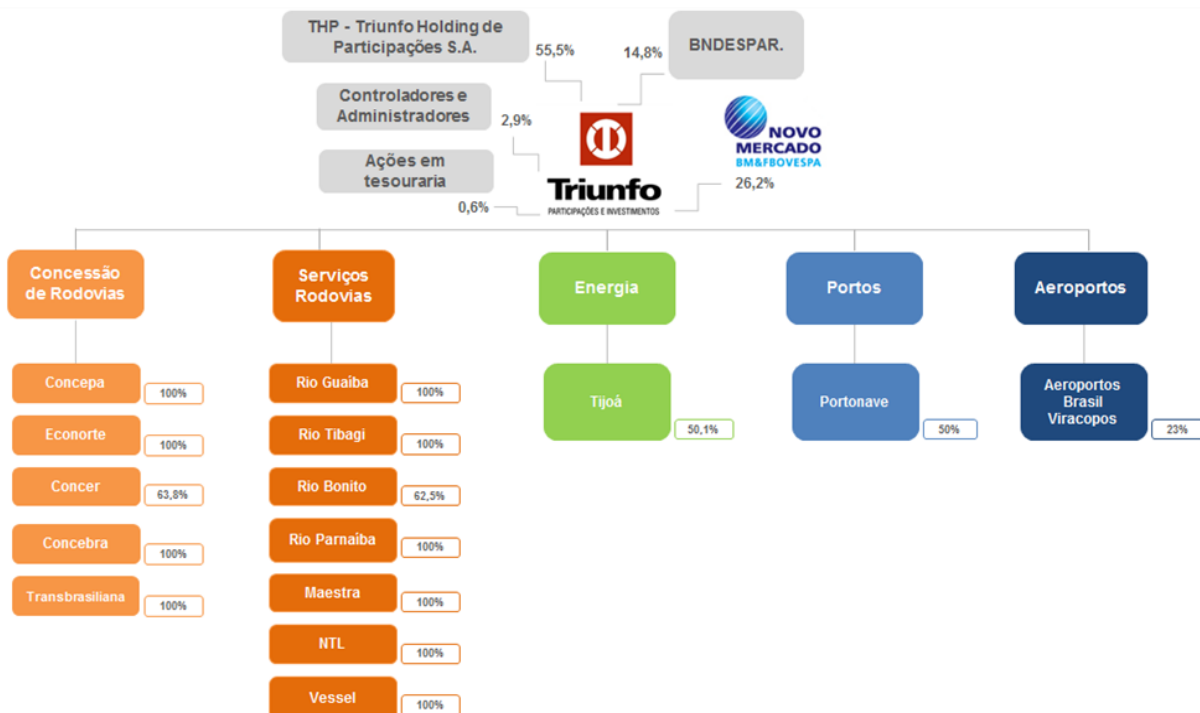 THP - Triunfo Holding de
Participações S.A.
55,5%
14,8%
BNDESPAR.
Controladores e
Administradores
2,9%
NOVO
MERCADO
BM&FBOVESPA
Ações em
tesouraria
0,6%
Triunfo
PARTICIPAÇÕES E INVESTIMENTOS
26,2%
Concessão
de Rodovias
Serviços
Rodovias
Energia
Portos
Aeroportos
Concepa
100%
Econorte
100%
Concer
63,8%
Concebra
100%
Transbrasiliana
100%
Rio Guaíba
100%
Rio Tibagi
100%
Rio Bonito
62,5%
Rio Parnaíba
100%
Maestra
100%
NTL
100%
Vessel
100%
Tijoá
50,1%
Portonave
50%
Aeroportos
Brasil
Viracopos
23%